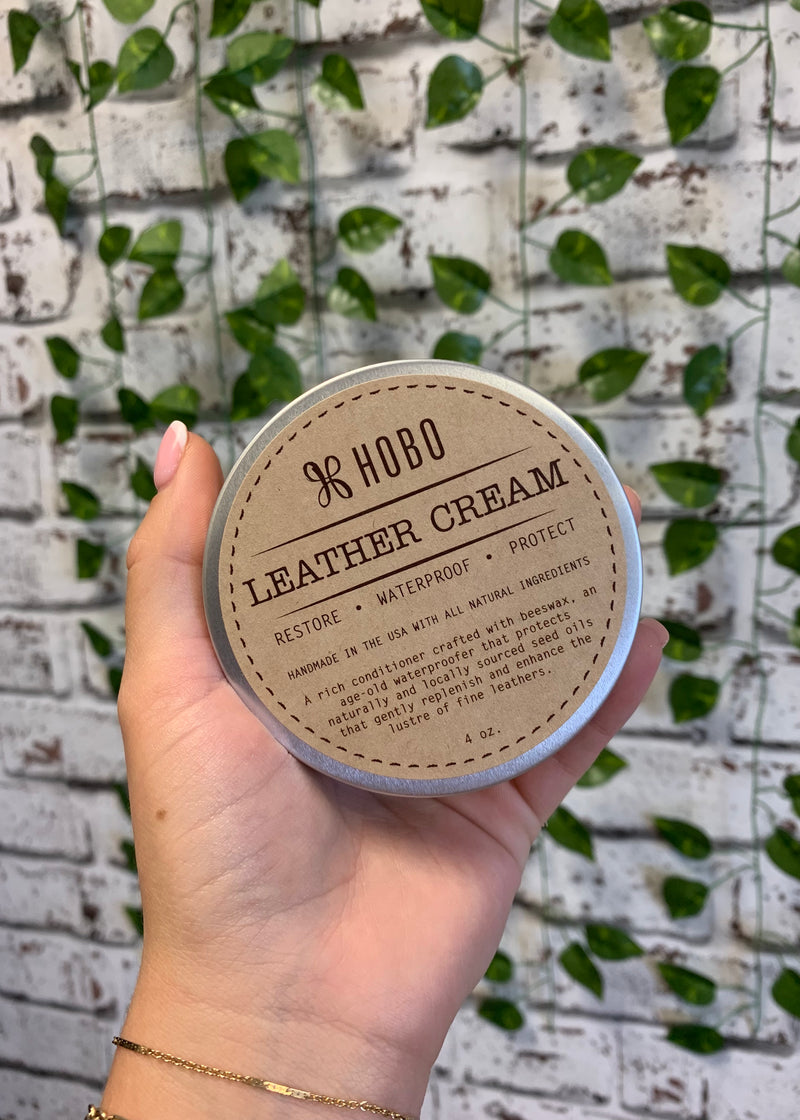 HOBO
LEATHER CREAM
RESTORE • WATERPROOF • PROTECT
HANDMADE IN THE USA WITH ALL NATURAL INGREDIENTS
A rich conditioner crafted with beeswax, an
age-old waterproofer that protects
naturally and locally sourced seed oils
that gently replenish and enhance the
lustre of fine leathers.
4 oz.